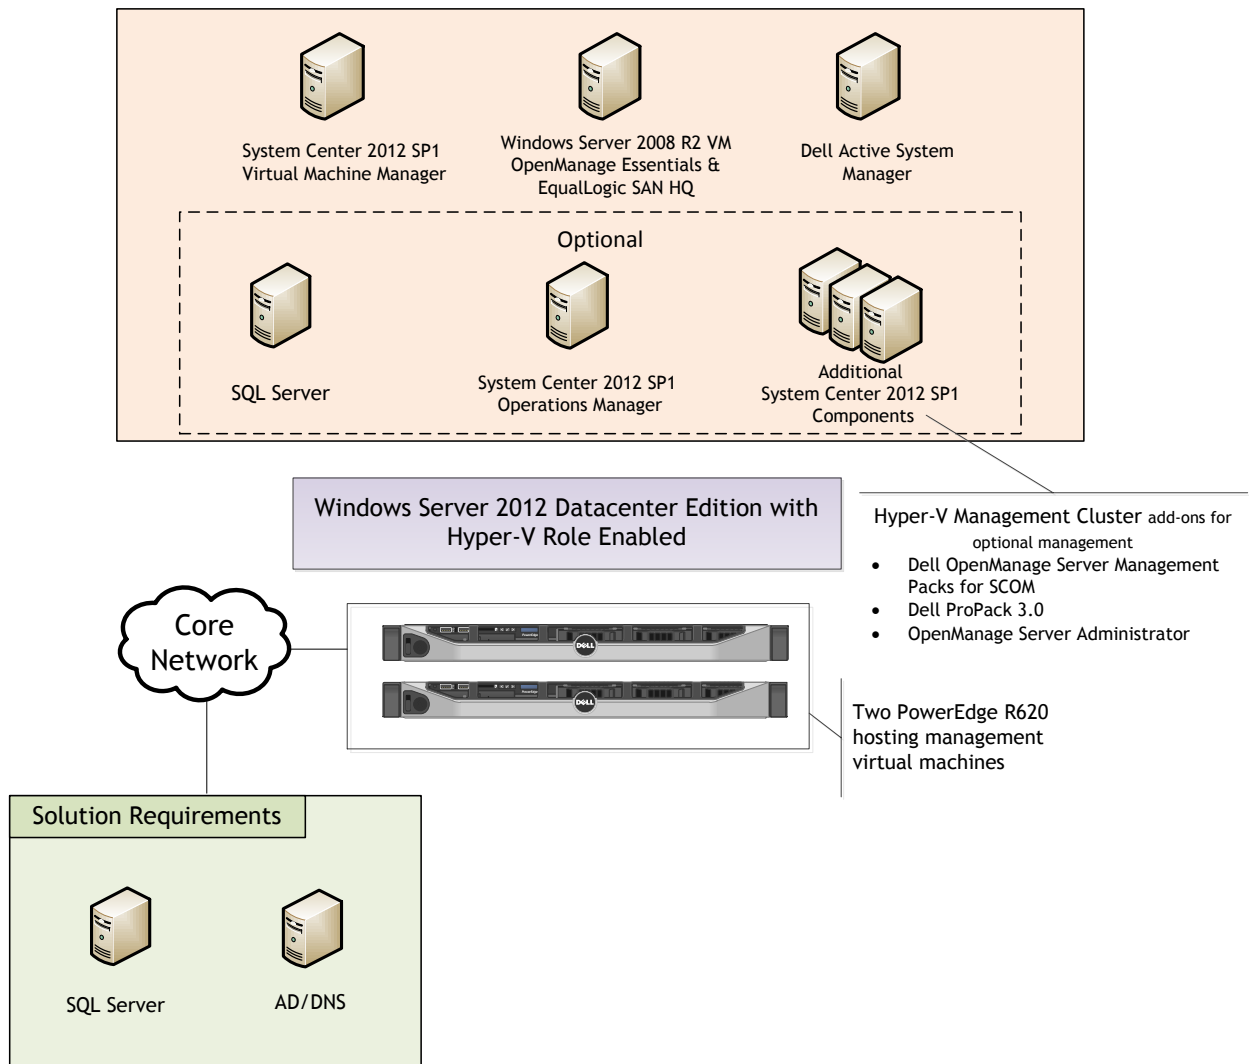 System Center 2012 SP1
Virtual Machine Manager
Windows Server 2008 R2 VM
OpenManage Essentials &
EqualLogic SAN HQ
Dell Active System
Manager
Optional
SQL Server
System Center 2012 SP1
Operations Manager
Additional
System Center 2012 SP1
Components
Windows Server 2012 Datacenter Edition with
Hyper-V Role Enabled
Hyper-V Management Cluster add-ons for
optional management
• Dell OpenManage Server Management
Packs for SCOM
• Dell ProPack 3.0
• OpenManage Server Administrator
Core
Network
PowerEdge
DELL
PowerEdge
DELL
Two PowerEdge R620
hosting management
virtual machines
Solution Requirements
SQL Server
AD/DNS